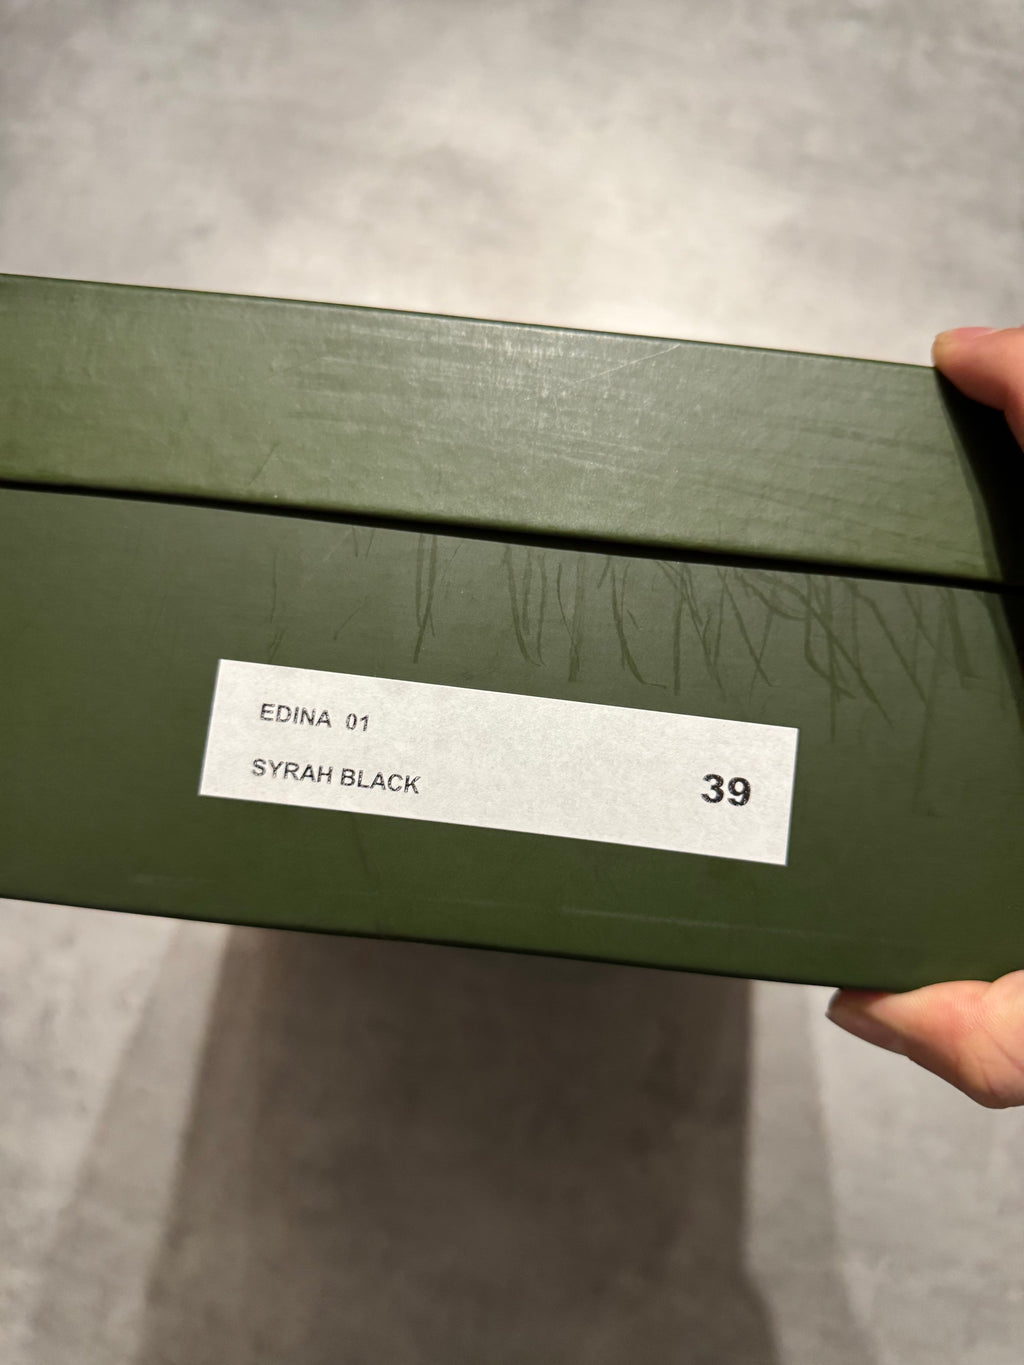 EDINA 01
SYRAH BLACK
39